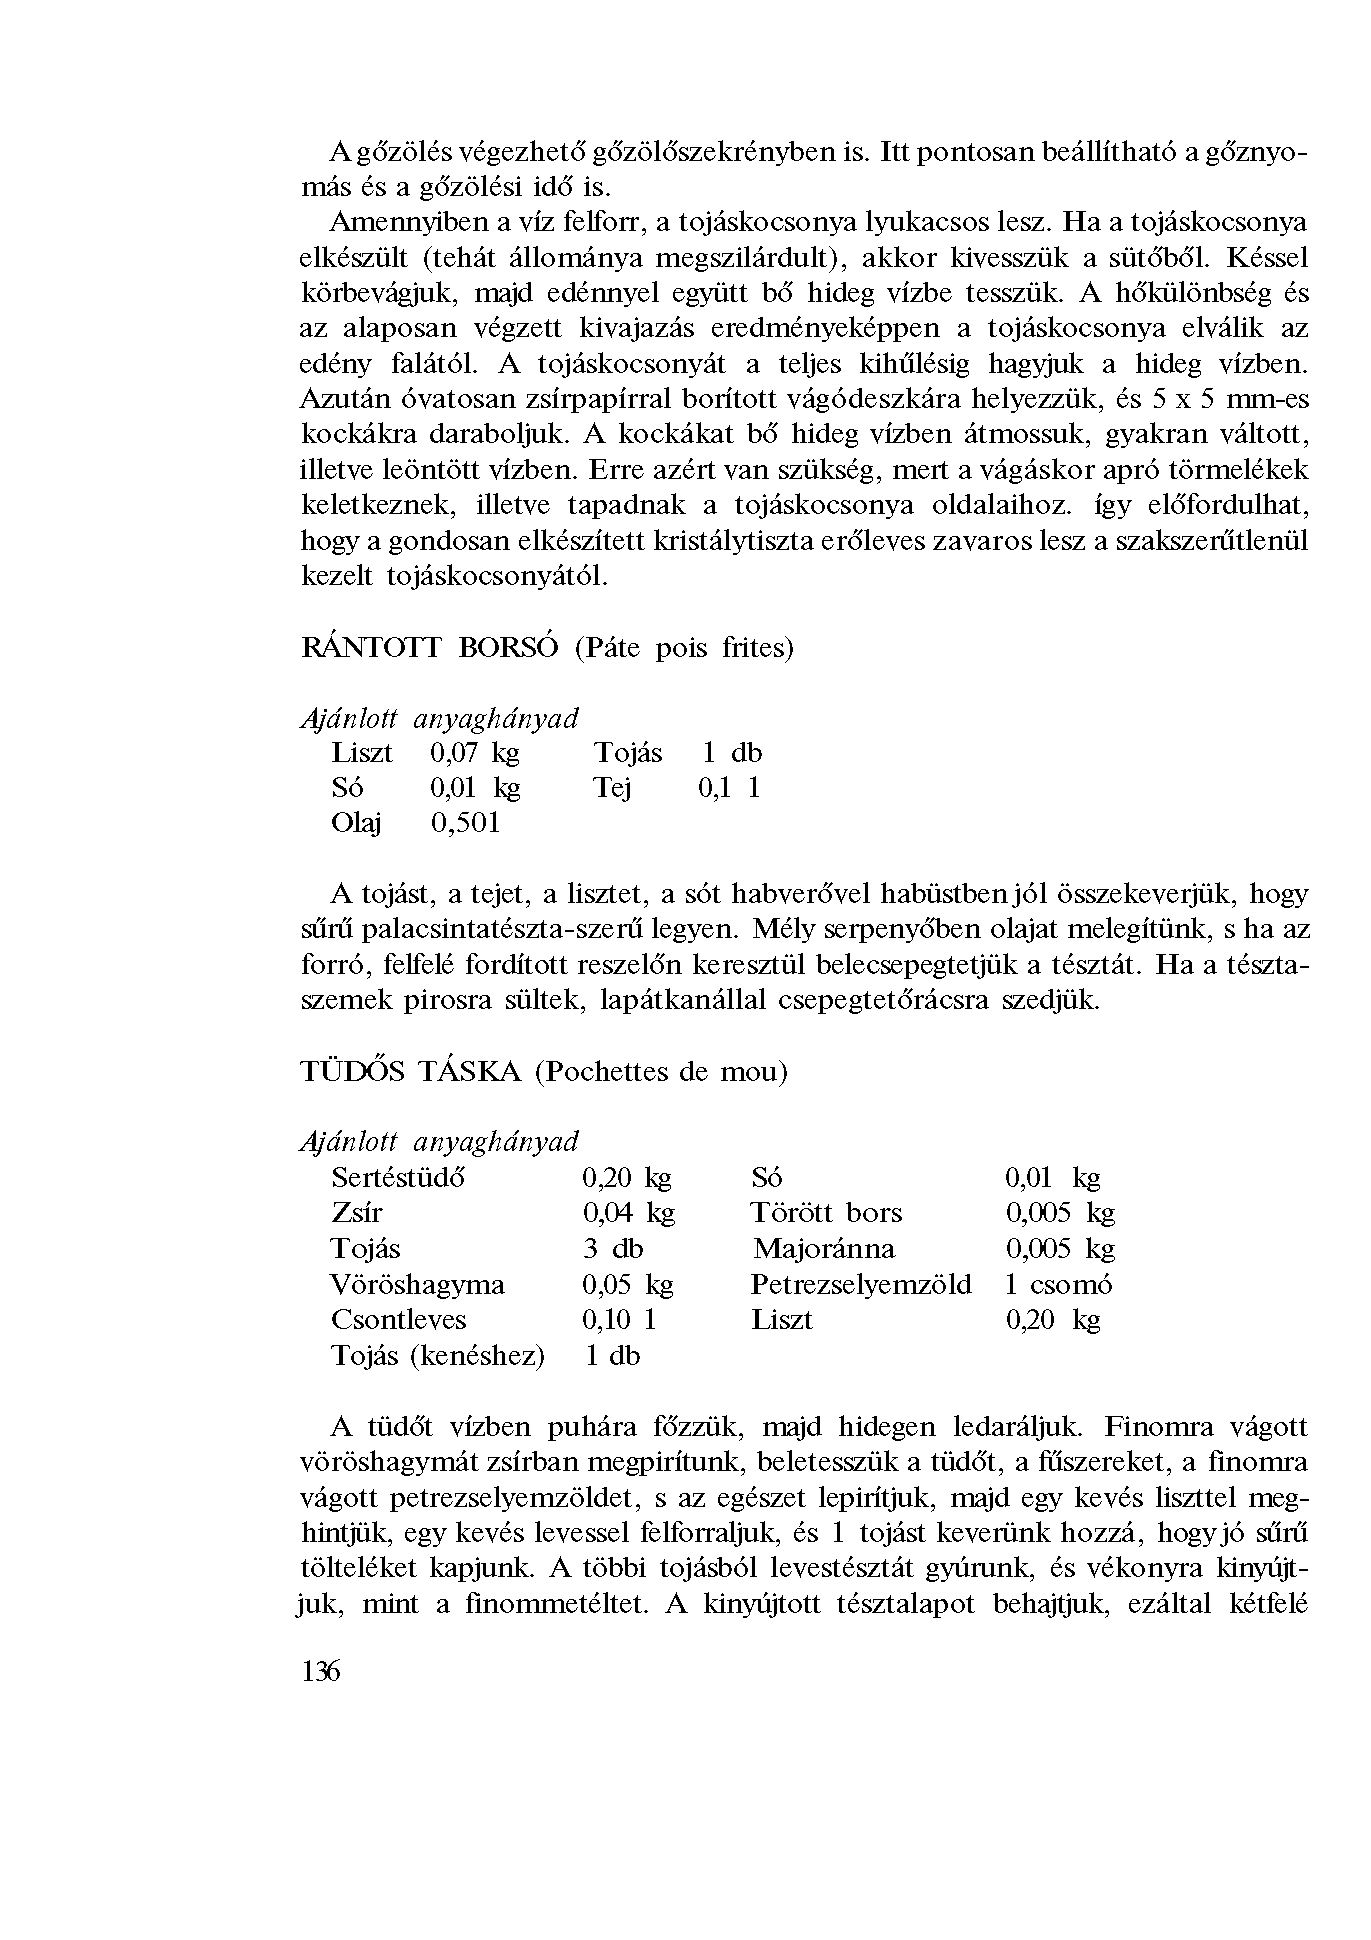 A gőzölés végezhető gőzölőszekrényben is. Itt pontosan beállítható a gőznyo-
más és a gőzölési idő is.
Amennyiben a víz felforr, a tojáskocsonya lyukacsos lesz. Ha a tojáskocsonya
elkészült (tehát állománya megszilárdult), akkor kivesszük a sütőből. Késsel
körbevágjuk, majd edénnyel együtt bő hideg vízbe tesszük. A hőkülönbség és
az alaposan végzett kivajazás eredményeképpen a tojáskocsonya elválik az
edény falától. A tojáskocsonyát a teljes kihűlésig hagyjuk a hideg vízben.
Azután óvatosan zsírpapírral borított vágódeszkára helyezzük, és 5 x 5 mm-es
kockákra daraboljuk. A kockákat bő hideg vízben átmossuk, gyakran váltott,
illetve leöntött vízben. Erre azért van szükség, mert a vágáskor apró törmelékek
keletkeznek, illetve tapadnak a tojáskocsonya oldalaihoz. így előfordulhat,
hogy a gondosan elkészített kristálytiszta erőleves zavaros lesz a szakszerűtlenül
kezelt tojáskocsonyától.
RÁNTOTT BORSÓ (Páte pois frites)
Ajánlott anyaghányad
Liszt 0,07 kg Tojás 1 db
Só 0,01 kg Tej 0,1 1
Olaj 0,501
A tojást, a tejet, a lisztet, a sót habverővel habüstben jól összekeverjük, hogy
sűrű palacsintatészta-szerű legyen. Mély serpenyőben olajat melegítünk, s ha az
forró, felfelé fordított reszelőn keresztül belecsepegtetjük a tésztát. Ha a tészta-
szemek pirosra sültek, lapátkanállal csepegtetőrácsra szedjük.
TÜDŐS TÁSKA (Pochettes de mou)
Ajánlott anyaghányad
Sertéstüdő 0,20 kg Só 0,01 kg
Zsír 0,04 kg Törött bors 0,005 kg
Tojás 3 db Majoránna 0,005 kg
Vöröshagyma 0,05 kg Petrezselyemzöld 1 csomó
Csontleves 0,10 1 Liszt 0,20 kg
Tojás (kenéshez) 1 db
A tüdőt vízben puhára főzzük, majd hidegen ledaráljuk. Finomra vágott
vöröshagymát zsírban megpirítunk, beletesszük a tüdőt, a fűszereket, a finomra
vágott petrezselyemzöldet, s az egészet lepirítjuk, majd egy kevés liszttel meg-
hintjük, egy kevés levessel felforraljuk, és 1 tojást keverünk hozzá, hogy jó sűrű
tölteléket kapjunk. A többi tojásból levestésztát gyúrunk, és vékonyra kinyújt-
juk, mint a finommetéltet. A kinyújtott tésztalapot behajtjuk, ezáltal kétfelé
136